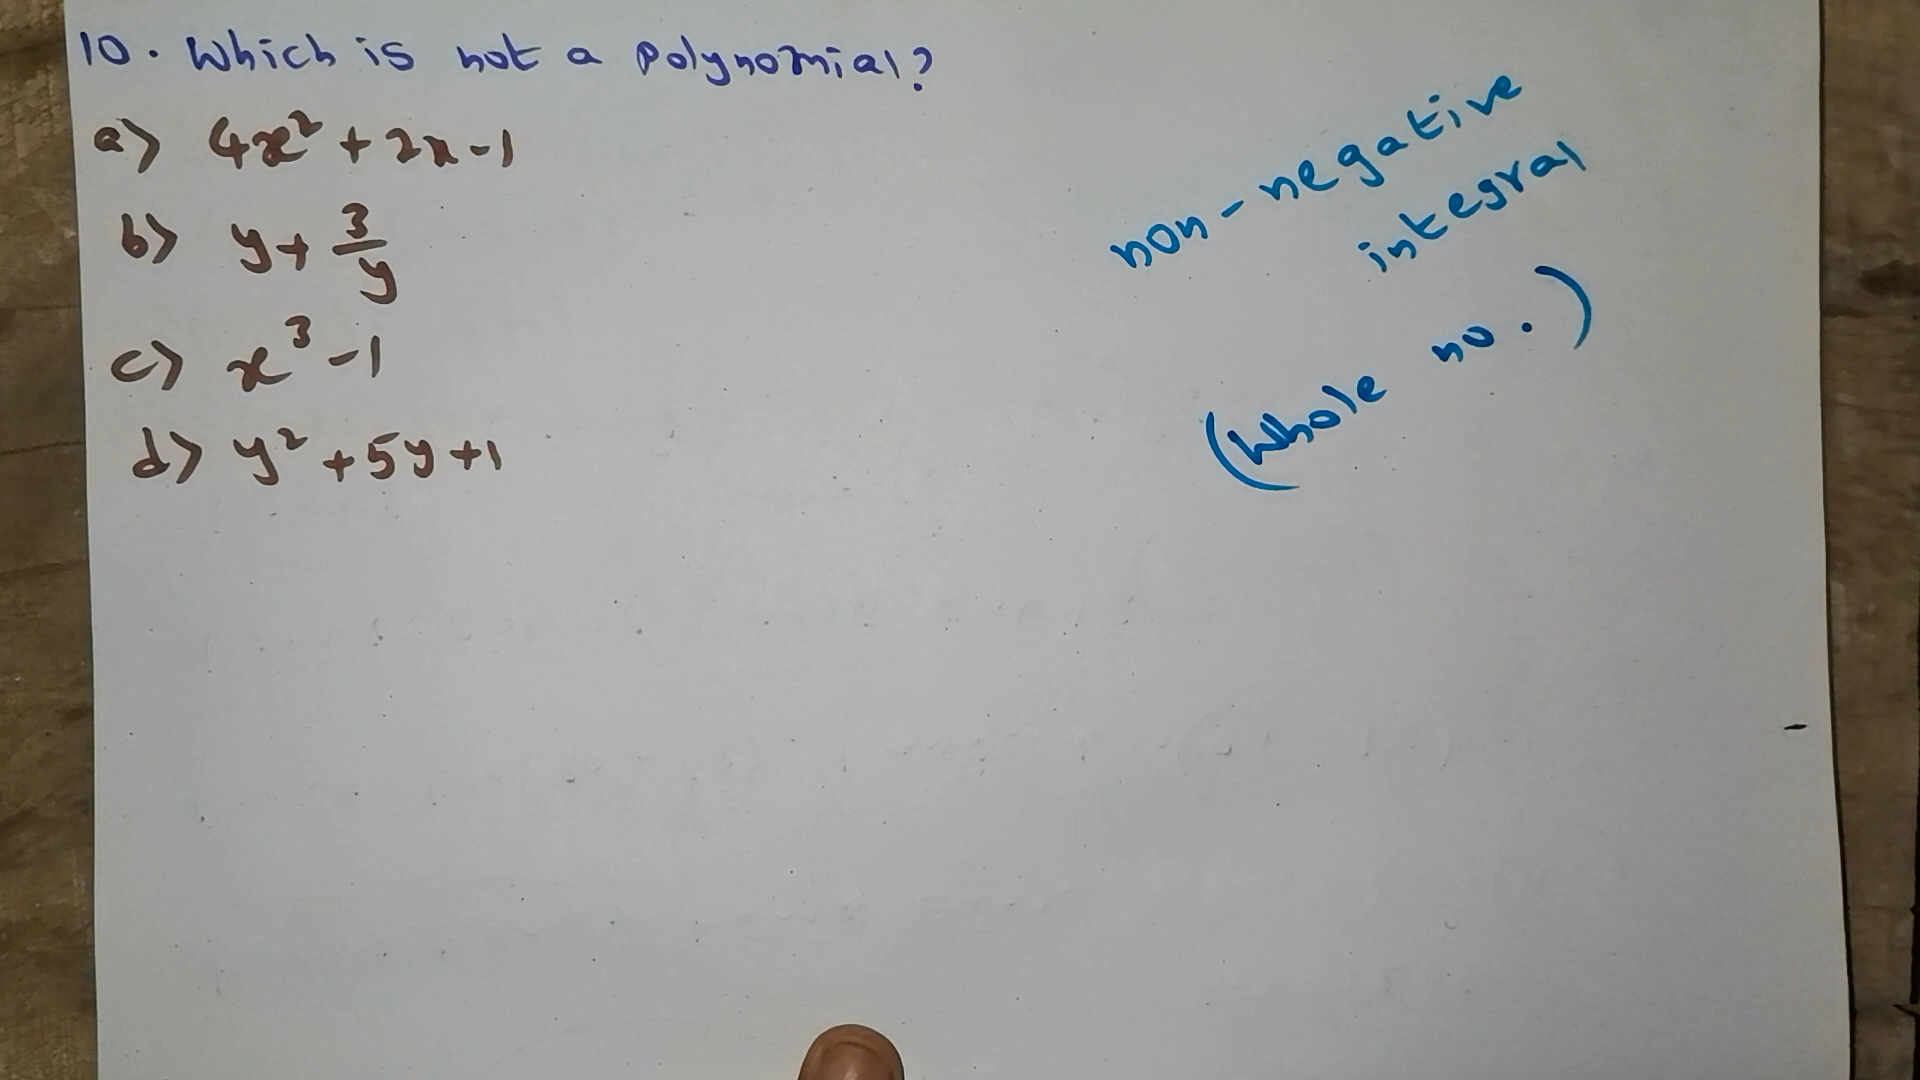 10. Which is not a polynomial?
a) 4x² + 2x - 1
b) y + 3/y
c) x³ - 1
d) y² + 5y + 1
non-negative
integral
(Whole no.)